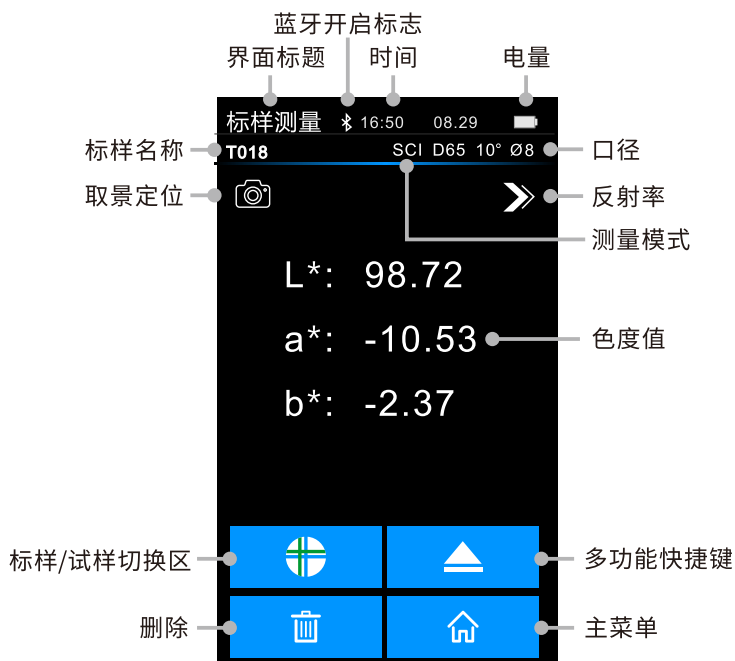 蓝牙开启标志
界面标题
时间
电量
标样测量 16:50 08.29
标样名称
T018
SCI D65 10° Ø8
口径
取景定位
反射率
测量模式
L*: 98.72
a*: -10.53
色度值
b*: -2.37
标样/试样切换区
多功能快捷键
删除
主菜单